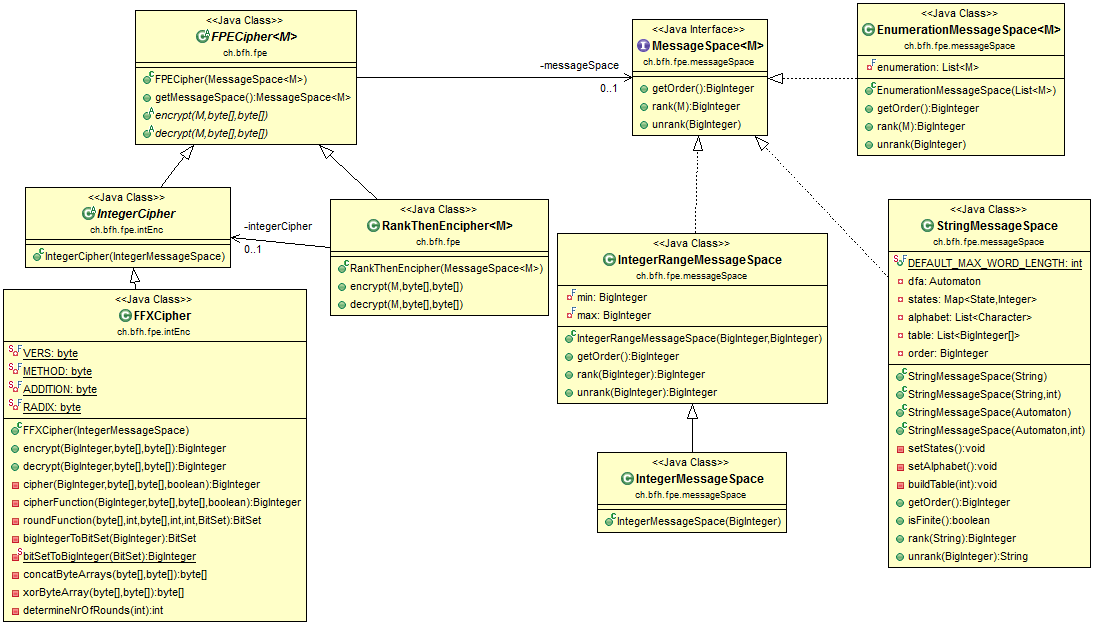 <<Java Class>>
FPECipher<M>
ch.bfh.fpe
FPECipher(MessageSpace<M>)
getMessageSpace():MessageSpace<M>
encrypt(M,byte[],byte[])
decrypt(M,byte[],byte[])
-messageSpace
0..1
<<Java Interface>>
MessageSpace<M>
ch.bfh.fpe.messageSpace
getOrder():BigInteger
rank(M):BigInteger
unrank(BigInteger)
<<Java Class>>
EnumerationMessageSpace<M>
ch.bfh.fpe.messageSpace
enumeration: List<M>
EnumerationMessageSpace(List<M>)
getOrder():BigInteger
rank(M):BigInteger
unrank(BigInteger)
<<Java Class>>
IntegerCipher
ch.bfh.fpe.intEnc
IntegerCipher(IntegerMessageSpace)
-integerCipher
0..1
<<Java Class>>
RankThenEncipher<M>
ch.bfh.fpe
RankThenEncipher(MessageSpace<M>)
encrypt(M,byte[],byte[])
decrypt(M,byte[],byte[])
<<Java Class>>
IntegerRangeMessageSpace
ch.bfh.fpe.messageSpace
min: BigInteger
max: BigInteger
IntegerRangeMessageSpace(BigInteger,BigInteger)
getOrder():BigInteger
rank(BigInteger):BigInteger
unrank(BigInteger):BigInteger
<<Java Class>>
StringMessageSpace
ch.bfh.fpe.messageSpace
DEFAULT_MAX_WORD_LENGTH: int
dfa: Automaton
states: Map<State,Integer>
alphabet: List<Character>
table: List<BigInteger[]>
order: BigInteger
StringMessageSpace(String)
StringMessageSpace(String,int)
StringMessageSpace(Automaton)
StringMessageSpace(Automaton,int)
setStates():void
setAlphabet():void
buildTable(int):void
getOrder():BigInteger
isFinite():boolean
rank(String):BigInteger
unrank(BigInteger):String
<<Java Class>>
FFXCipher
ch.bfh.fpe.intEnc
VERS: byte
METHOD: byte
ADDITION: byte
RADIX: byte
FFXCipher(IntegerMessageSpace)
encrypt(BigInteger,byte[],byte[]):BigInteger
decrypt(BigInteger,byte[],byte[]):BigInteger
cipher(BigInteger,byte[],byte[],boolean):BigInteger
cipherFunction(BigInteger,byte[],byte[],boolean):BigInteger
roundFunction(byte[],int,byte[],int,int,BitSet):BitSet
bigIntegerToBitSet(BigInteger):BitSet
bitSetToBigInteger(BitSet):BigInteger
concatByteArrays(byte[],byte[]):byte[]
xorByteArray(byte[],byte[]):byte[]
determineNrOfRounds(int):int
<<Java Class>>
IntegerMessageSpace
ch.bfh.fpe.messageSpace
IntegerMessageSpace(BigInteger)